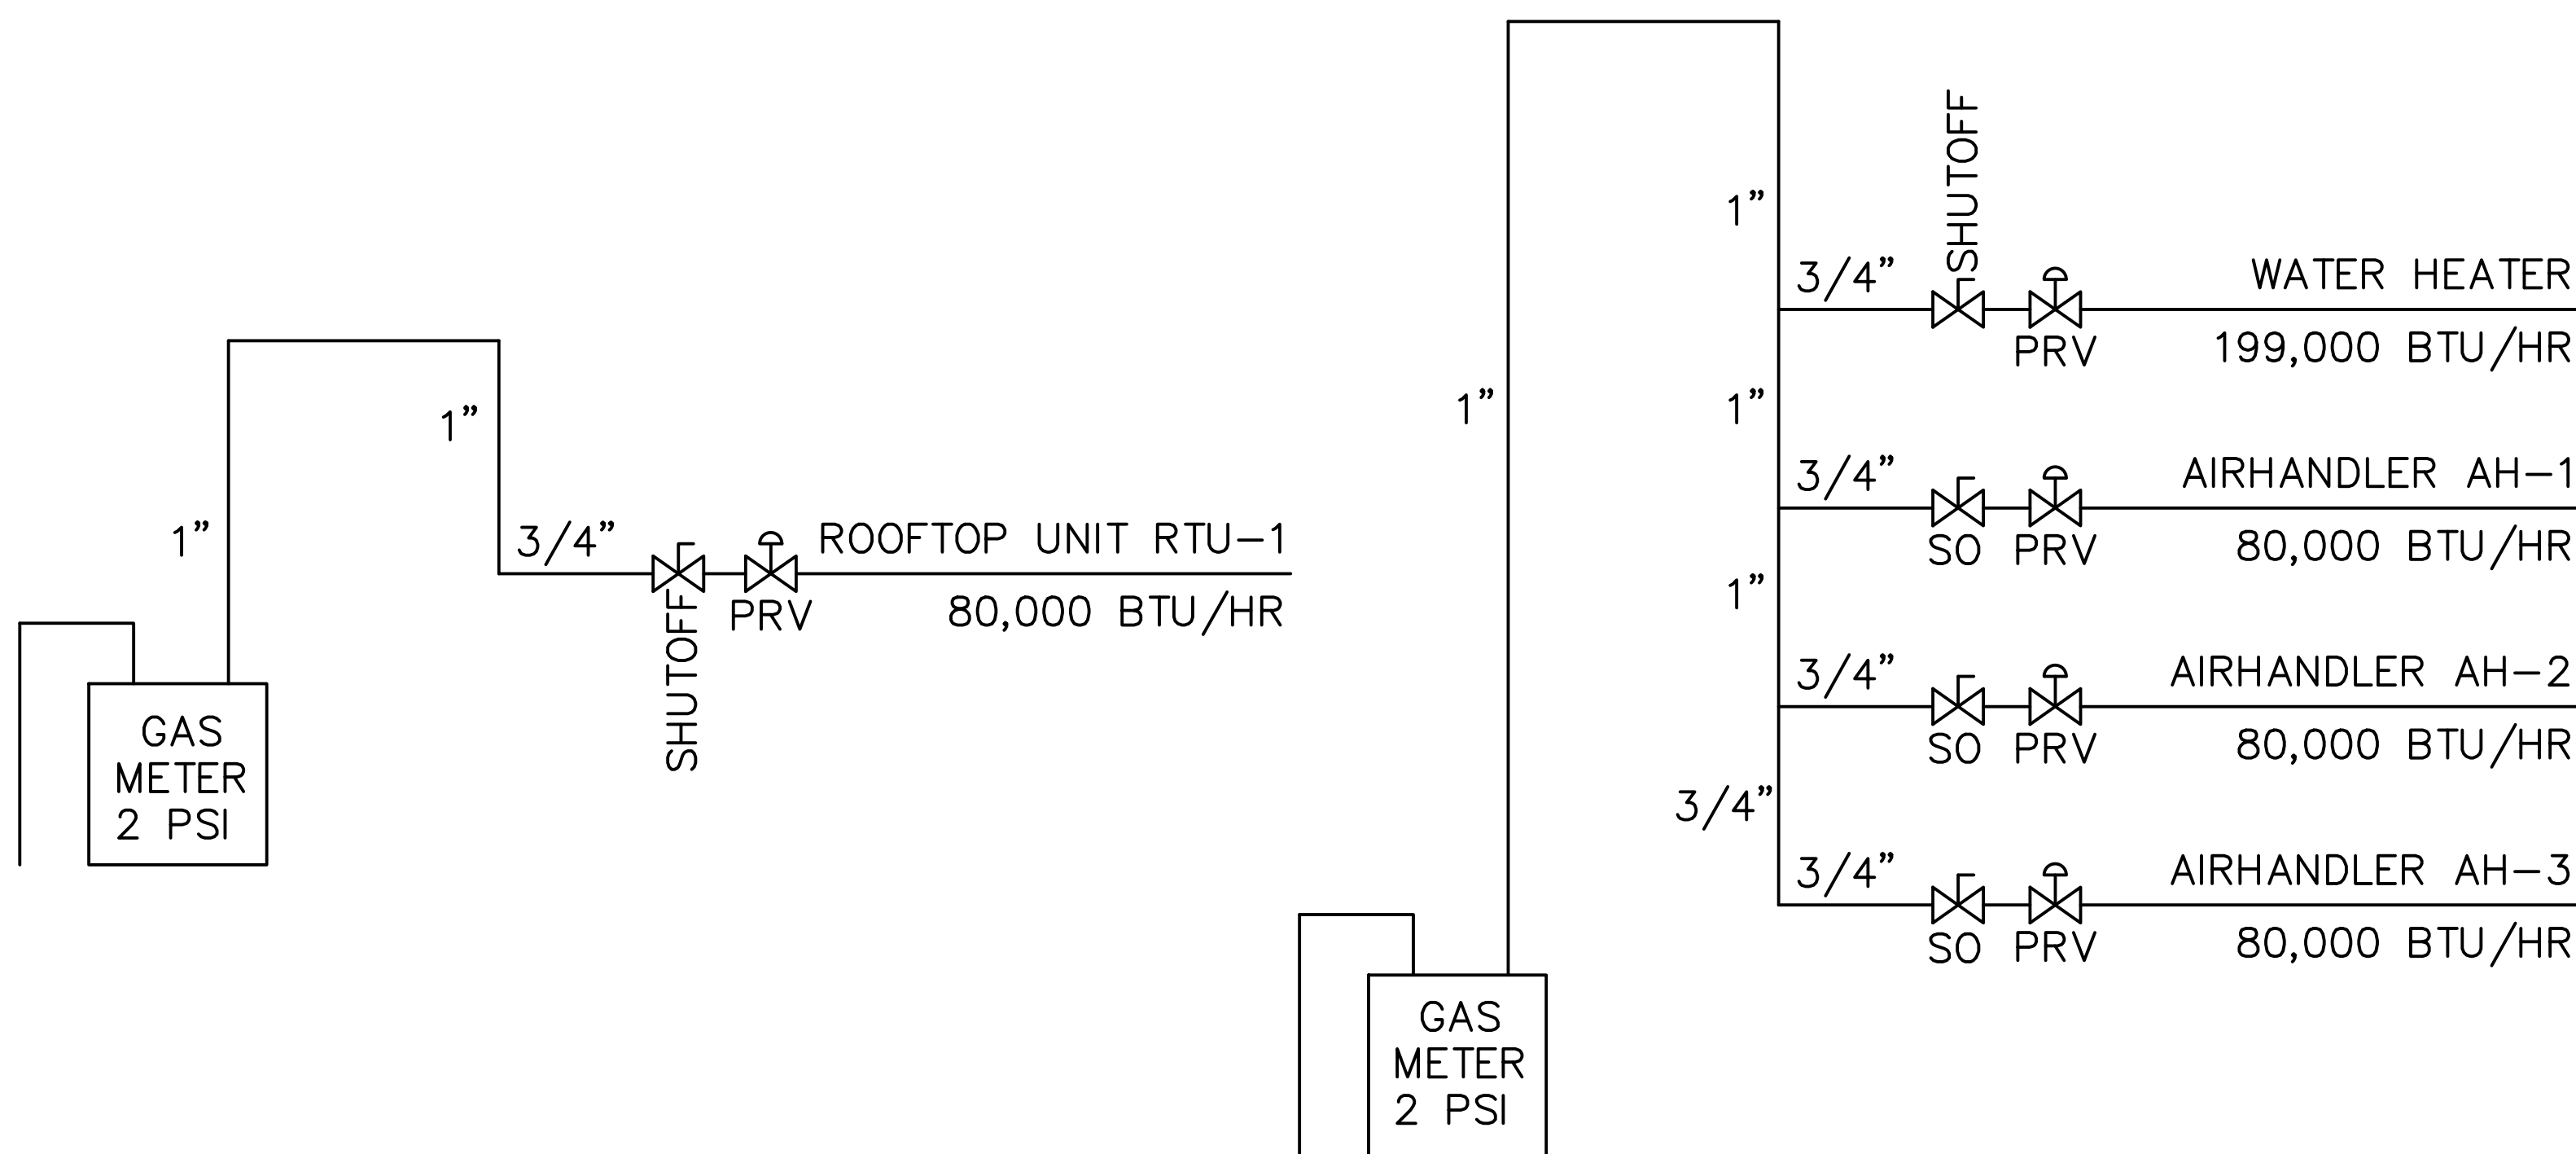 1”
1”
3/4”
SHUTOFF
PRV
ROOFTOP UNIT RTU-1
80,000 BTU/HR
GAS
METER
2 PSI
1”
1”
3/4”
SHUTOFF
PRV
WATER HEATER
199,000 BTU/HR
1”
3/4”
SO
PRV
AIRHANDLER AH-1
80,000 BTU/HR
1”
3/4”
SO
PRV
AIRHANDLER AH-2
80,000 BTU/HR
3/4”
3/4”
SO
PRV
AIRHANDLER AH-3
80,000 BTU/HR
GAS
METER
2 PSI